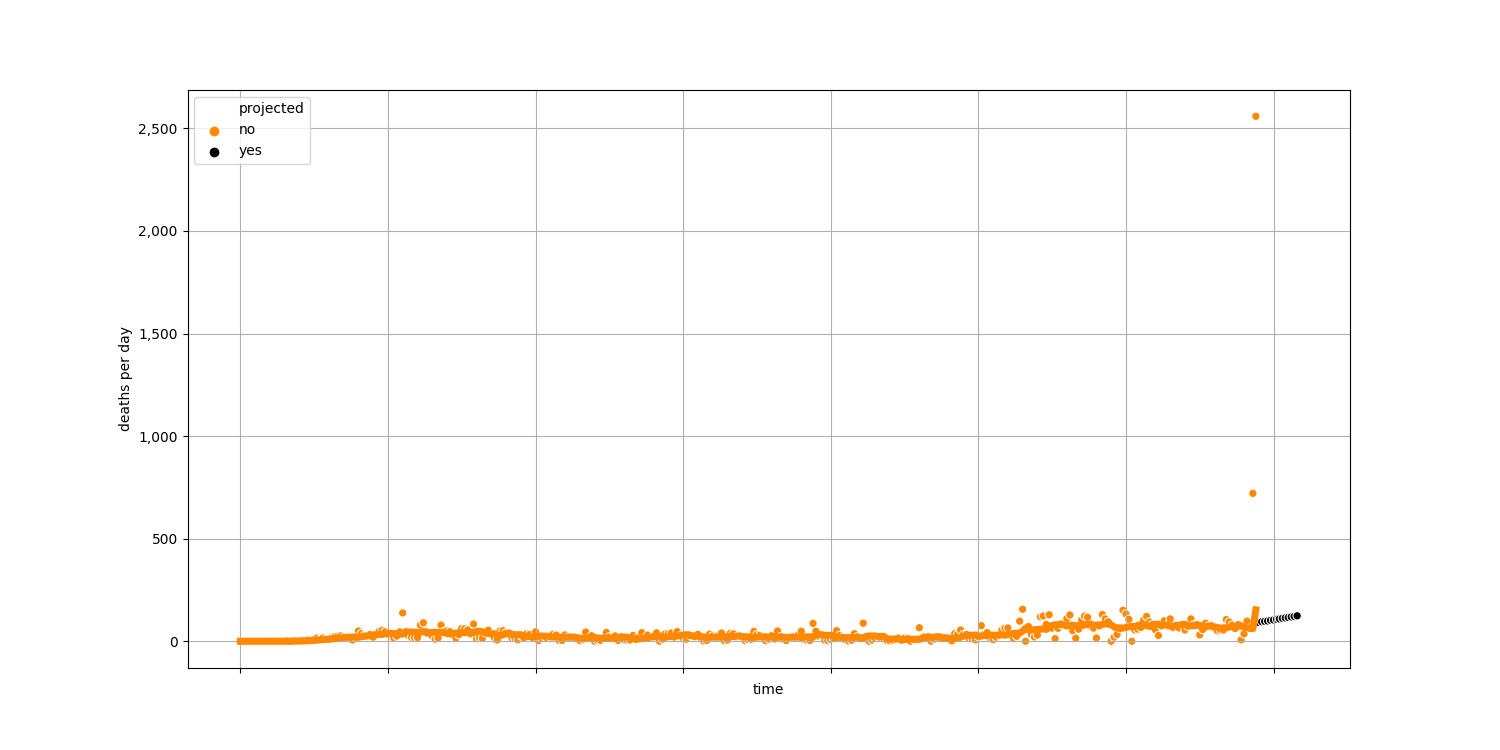 projected
no
yes
2,500
2,000
1,500
1,000
500
0
deaths per day
time